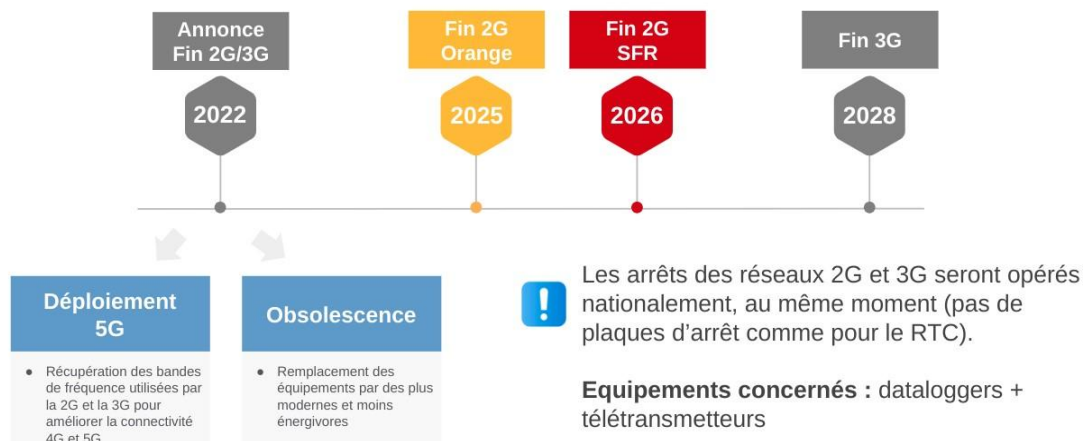 Annonce
Fin 2G/3G
Fin 2G
Orange
Fin 2G
SFR
Fin 3G
2022
2025
2026
2028
Déploiement
5G
● Récupération des bandes
de fréquence utilisées par
la 2G et la 3G pour
améliorer la connectivité
4G et 5G
Obsolescence
● Remplacement des
équipements par des plus
modernes et moins
énergivores
Les arrêts des réseaux 2G et 3G seront opérés
nationalement, au même moment (pas de
plaques d’arrêt comme pour le RTC).
Equipements concernés : dataloggers +
télétransmetteurs